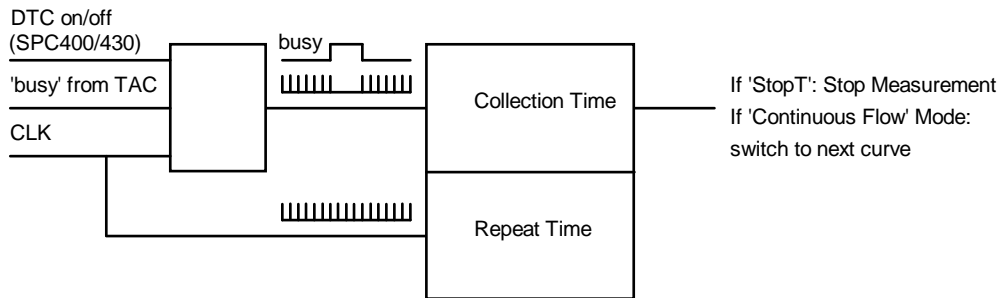 DTC on/off
(SPC400/430)
busy
'busy' from TAC
Collection Time
If 'StopT': Stop Measurement
If 'Continuous Flow' Mode:
switch to next curve
CLK
Repeat Time